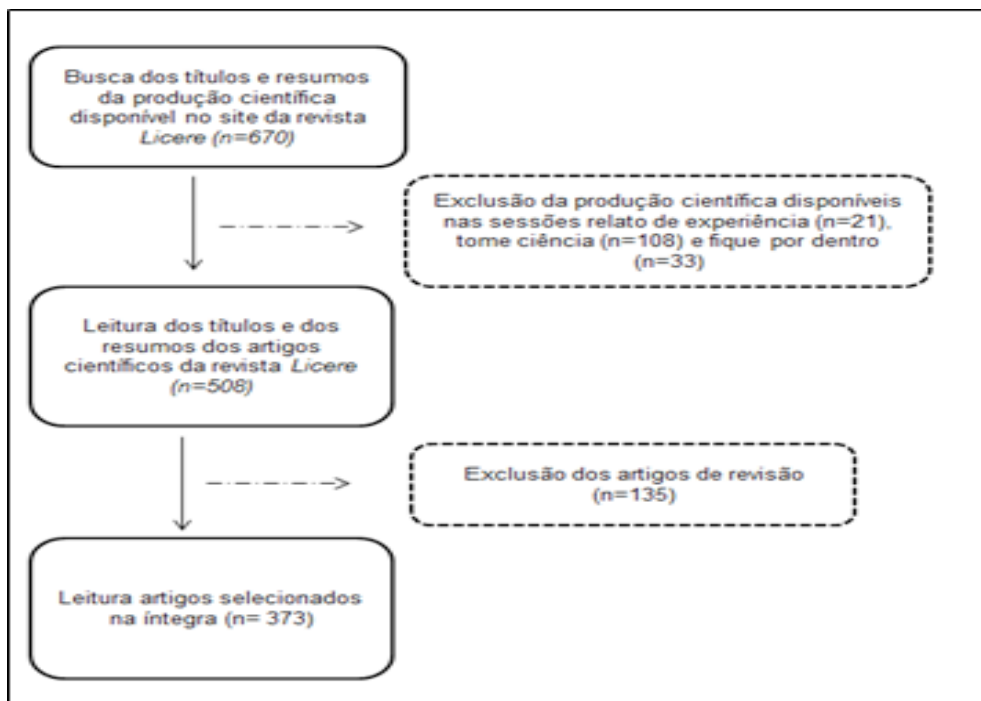 Busca dos títulos e resumos
da produção científica
disponível no site da revista
Licere (n=670)
Exclusão da produção científica disponíveis
nas sessões relato de experiência (n=21),
tome ciência (n=108) e fique por dentro
(n=33)
Leitura dos títulos e dos
resumos dos artigos
científicos da revista Licere
(n=508)
Exclusão dos artigos de revisão
(n=135)
Leitura artigos selecionados
na íntegra (n= 373)